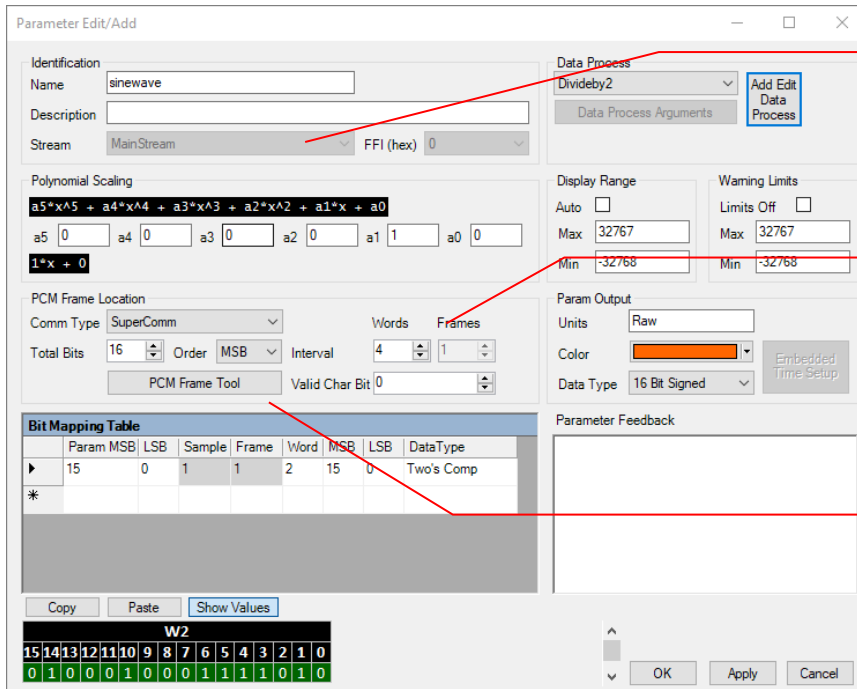 Parameter Edit/Add
Identification
Name sinewave
Description
Stream MainStream FFI (hex) 0
Data Process
Divideby2
Data Process Arguments
Add Edit
Data
Process
Polynomial Scaling
a5*x^5 + a4*x^4 + a3*x^3 + a2*x^2 + a1*x + a0
a5 0 a4 0 a3 0 a2 0 a1 1 a0 0
1*x + 0
Display Range
Auto
Max 32767
Min -32768
Warning Limits
Limits Off
Max 32767
Min -32768
PCM Frame Location
Comm Type SuperComm Words Frames
Total Bits 16 Order MSB Interval 4 1
PCM Frame Tool Valid Char Bit 0
Param Output
Units Raw
Color
Data Type 16 Bit Signed
Embedded
Time Setup
Bit Mapping Table
Param MSB LSB Sample Frame Word MSB LSB DataType
15 0 1 1 2 15 0 Two's Comp
Parameter Feedback
Copy Paste Show Values
W2
15 14 13 12 11 10 9 8 7 6 5 4 3 2 1 0
0 1 0 0 0 1 0 0 0 1 1 1 1 0 1 0
OK Apply Cancel